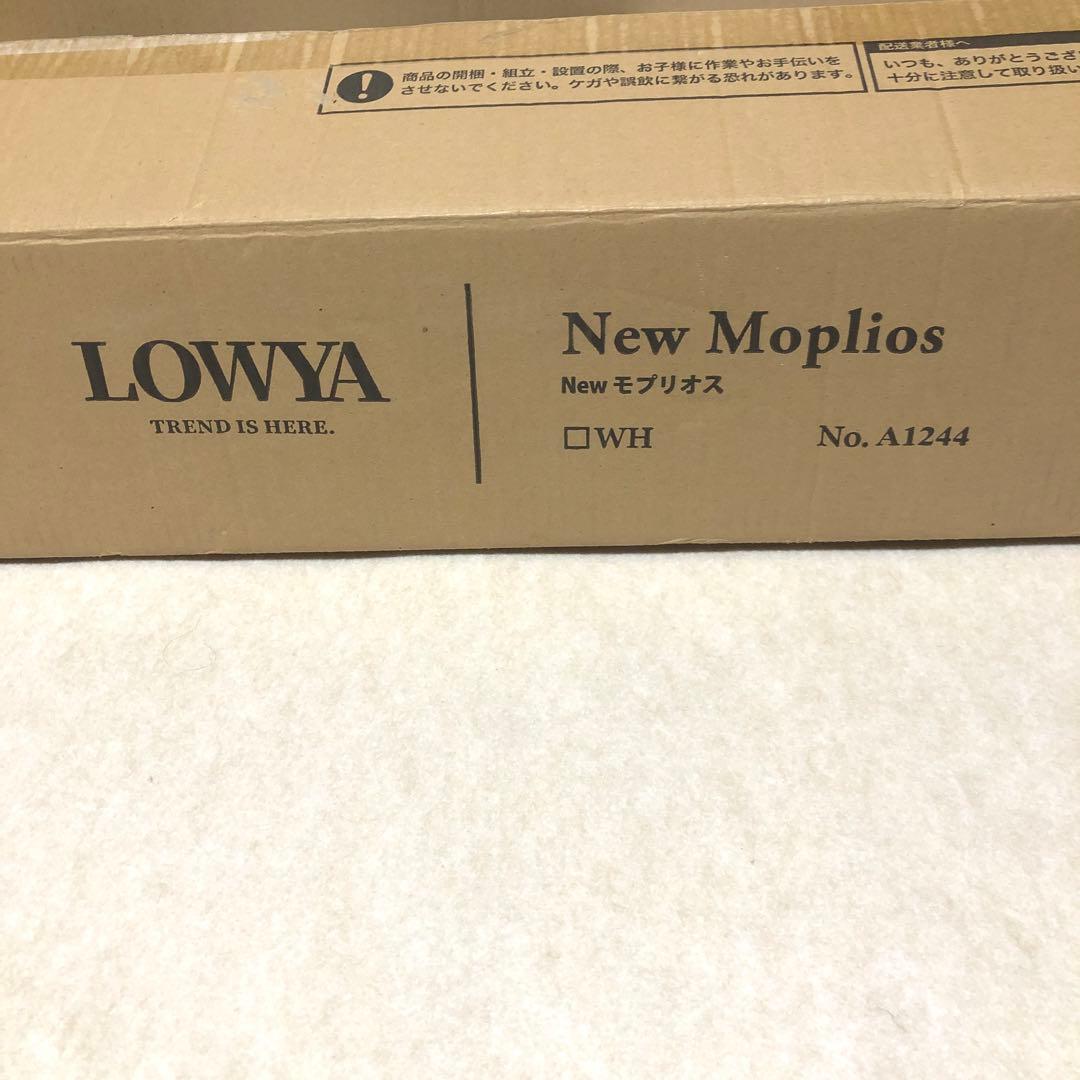 商品の開梱・組立・設置の際、お子様に作業やお手伝いを
させないでください。ケガや誤飲に繋がる恐れがあります。
配送業者様へ
いつも、ありがとうござ
十分に注意して取り扱い
LOWYA
TREND IS HERE.
New Moplios
New モプリオス
□WH
No. A1244